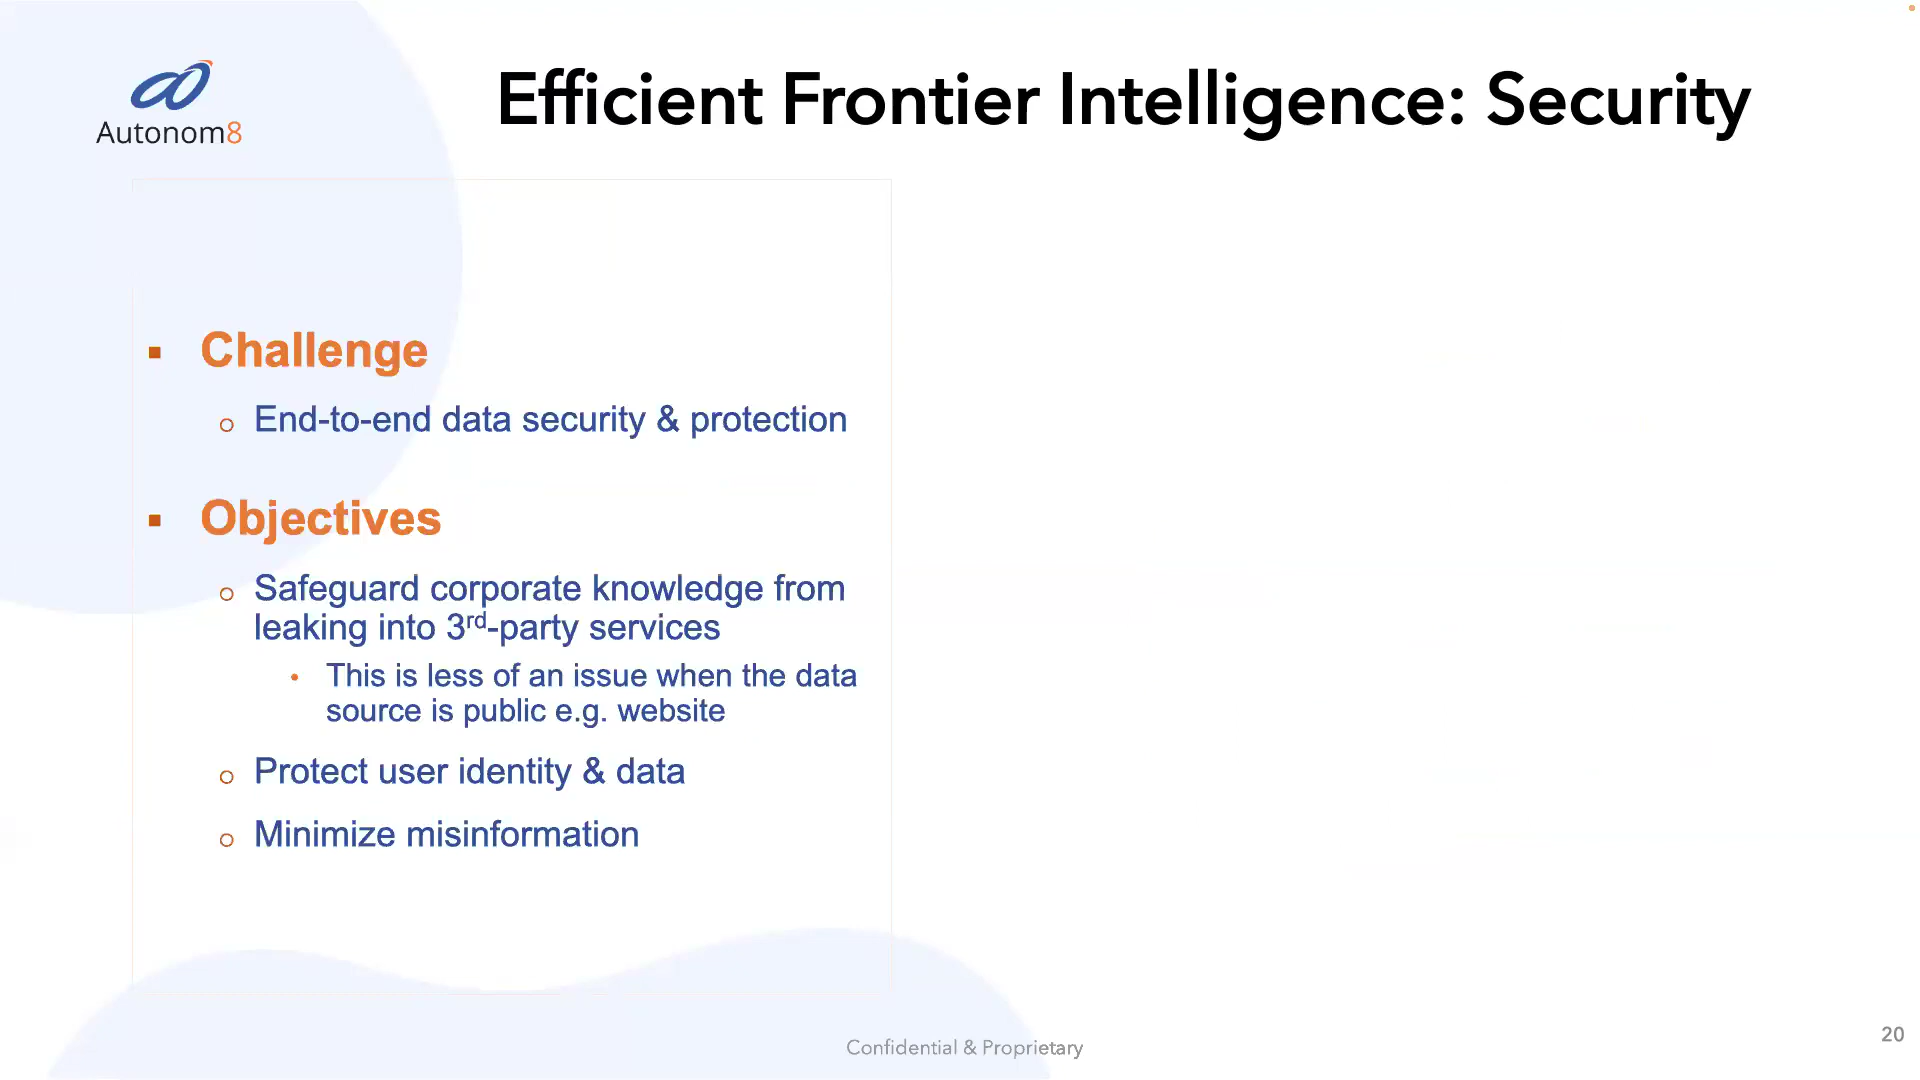 Autonom8
Efficient Frontier Intelligence: Security
▪ Challenge
o End-to-end data security & protection
▪ Objectives
o Safeguard corporate knowledge from
leaking into 3rd-party services
• This is less of an issue when the data
source is public e.g. website
o Protect user identity & data
o Minimize misinformation
Confidential & Proprietary
20